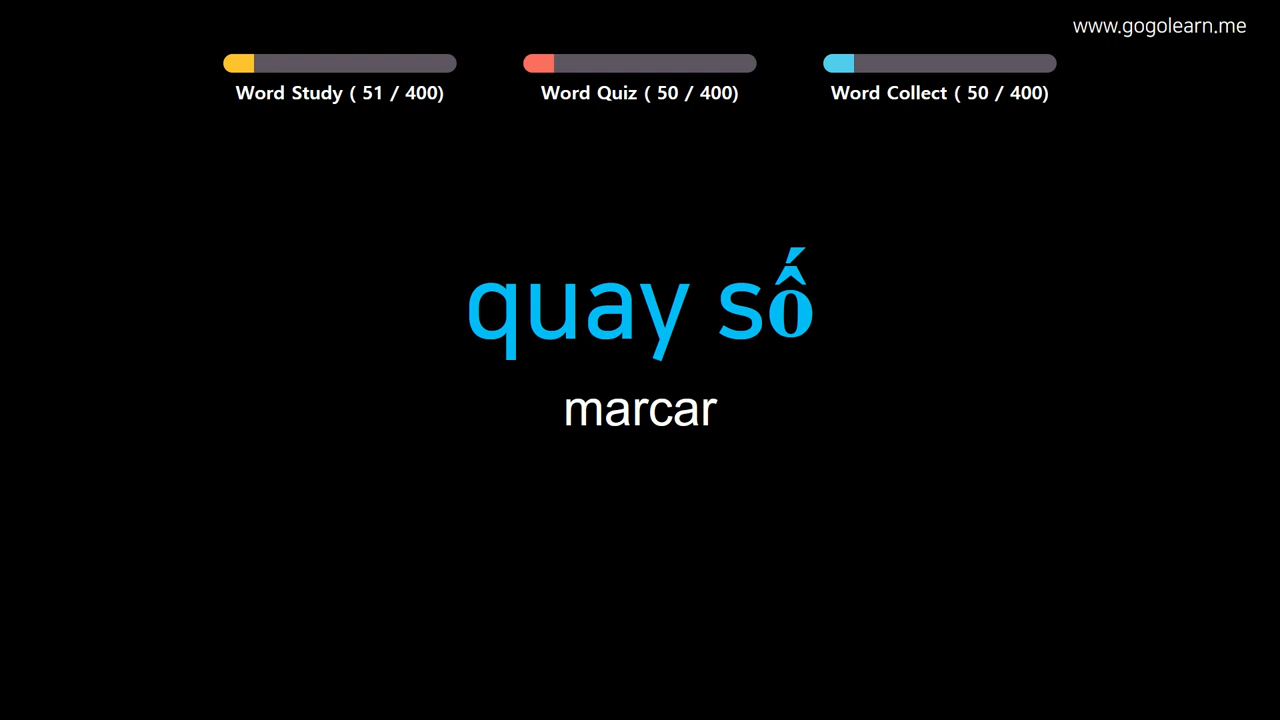 www.gogolearn.me
Word Study ( 51 / 400) Word Quiz ( 50 / 400) Word Collect ( 50 / 400)
quay số
marcar